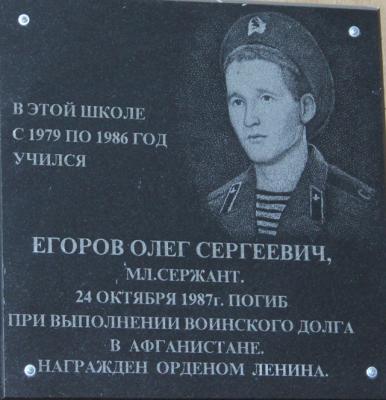 В ЭТОЙ ШКОЛЕ
С 1979 ПО 1986 ГОД
УЧИЛСЯ
ЕГОРОВ ОЛЕГ СЕРГЕЕВИЧ,
МЛ.СЕРЖАНТ.
24 ОКТЯБРЯ 1987г. ПОГИБ
ПРИ ВЫПОЛНЕНИИ ВОИНСКОГО ДОЛГА
В АФГАНИСТАНЕ.
НАГРАЖДЕН ОРДЕНОМ ЛЕНИНА.